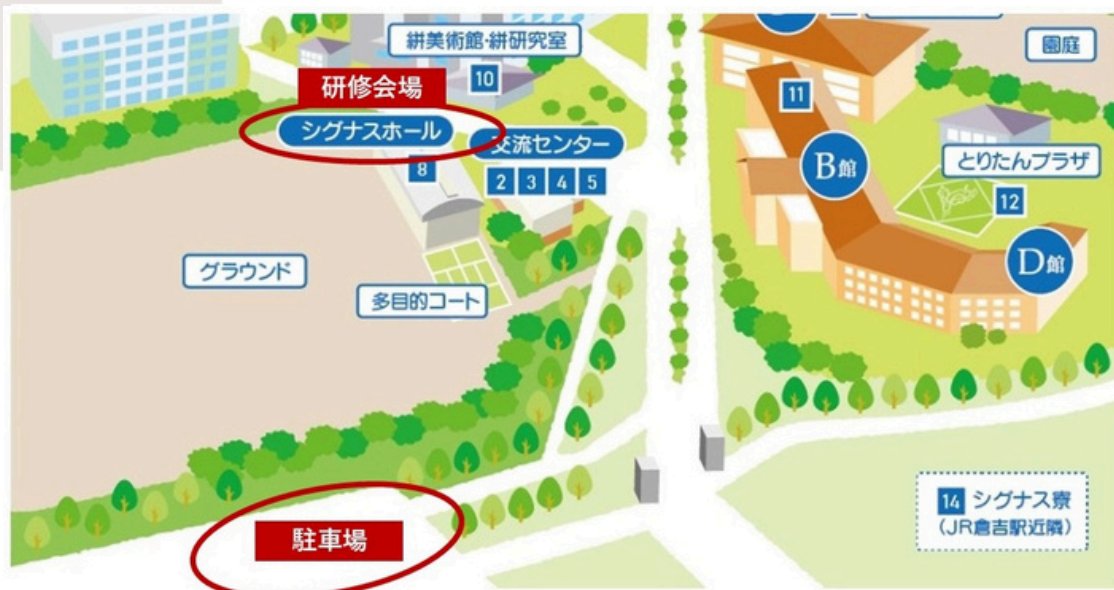 絣美術館・絣研究室
10
研修会場
シグナスホール
8
交流センター
2 3 4 5
11
B館
園庭
とりたんプラザ
12
D館
グラウンド
多目的コート
駐車場
14 シグナス寮
(JR倉吉駅近隣)